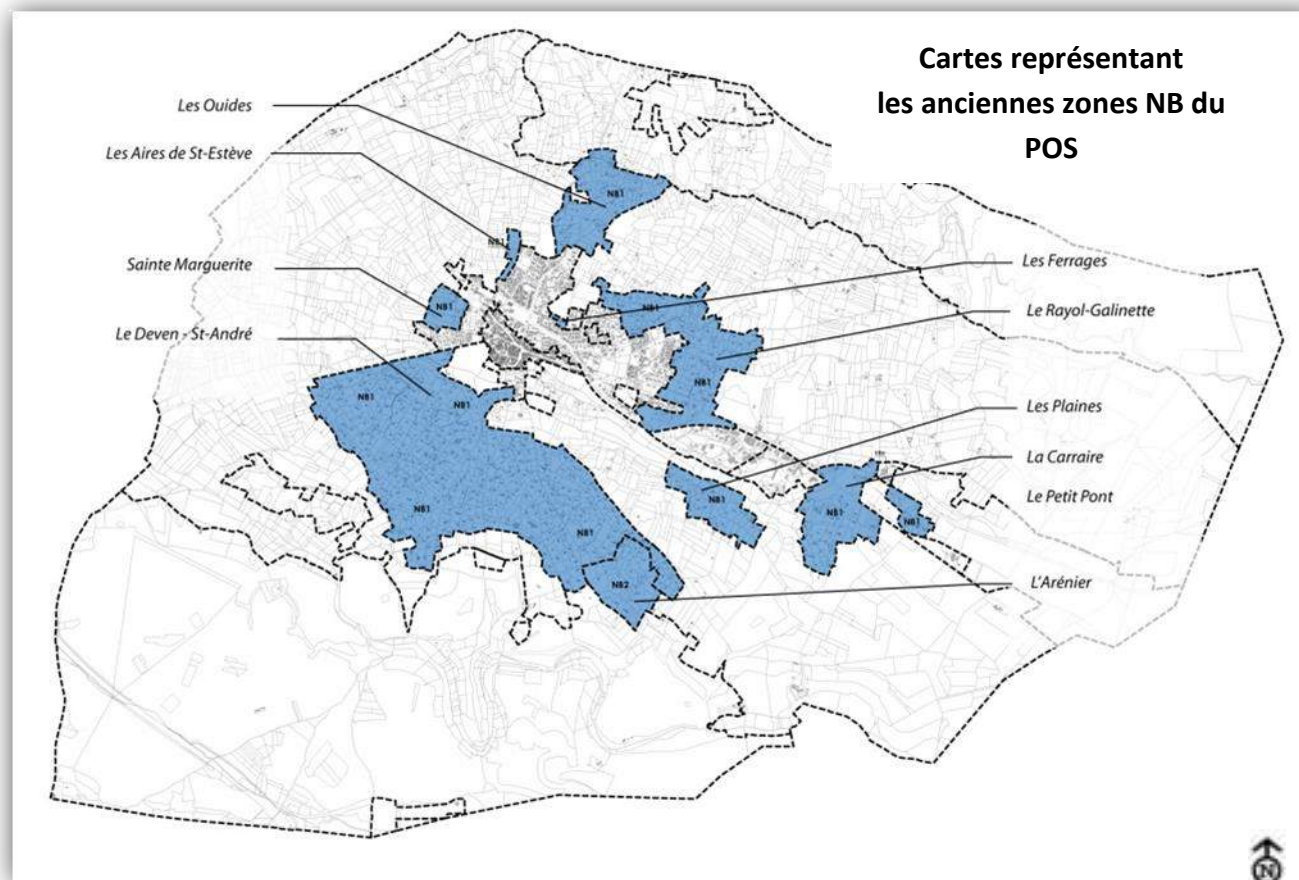 Cartes représentant
les anciennes zones NB du
POS
Les Ouides
Les Aires de St-Estève
Sainte Marguerite
Le Deven - St-André
Les Ferrages
Le Rayol-Galinette
Les Plaines
La Carraire
Le Petit Pont
L'Arénier
NB1
NB1
NB1
NB1
NB1
NB1
NB1
NB1
NB1
NB1
NB1
NB1
NB2
N